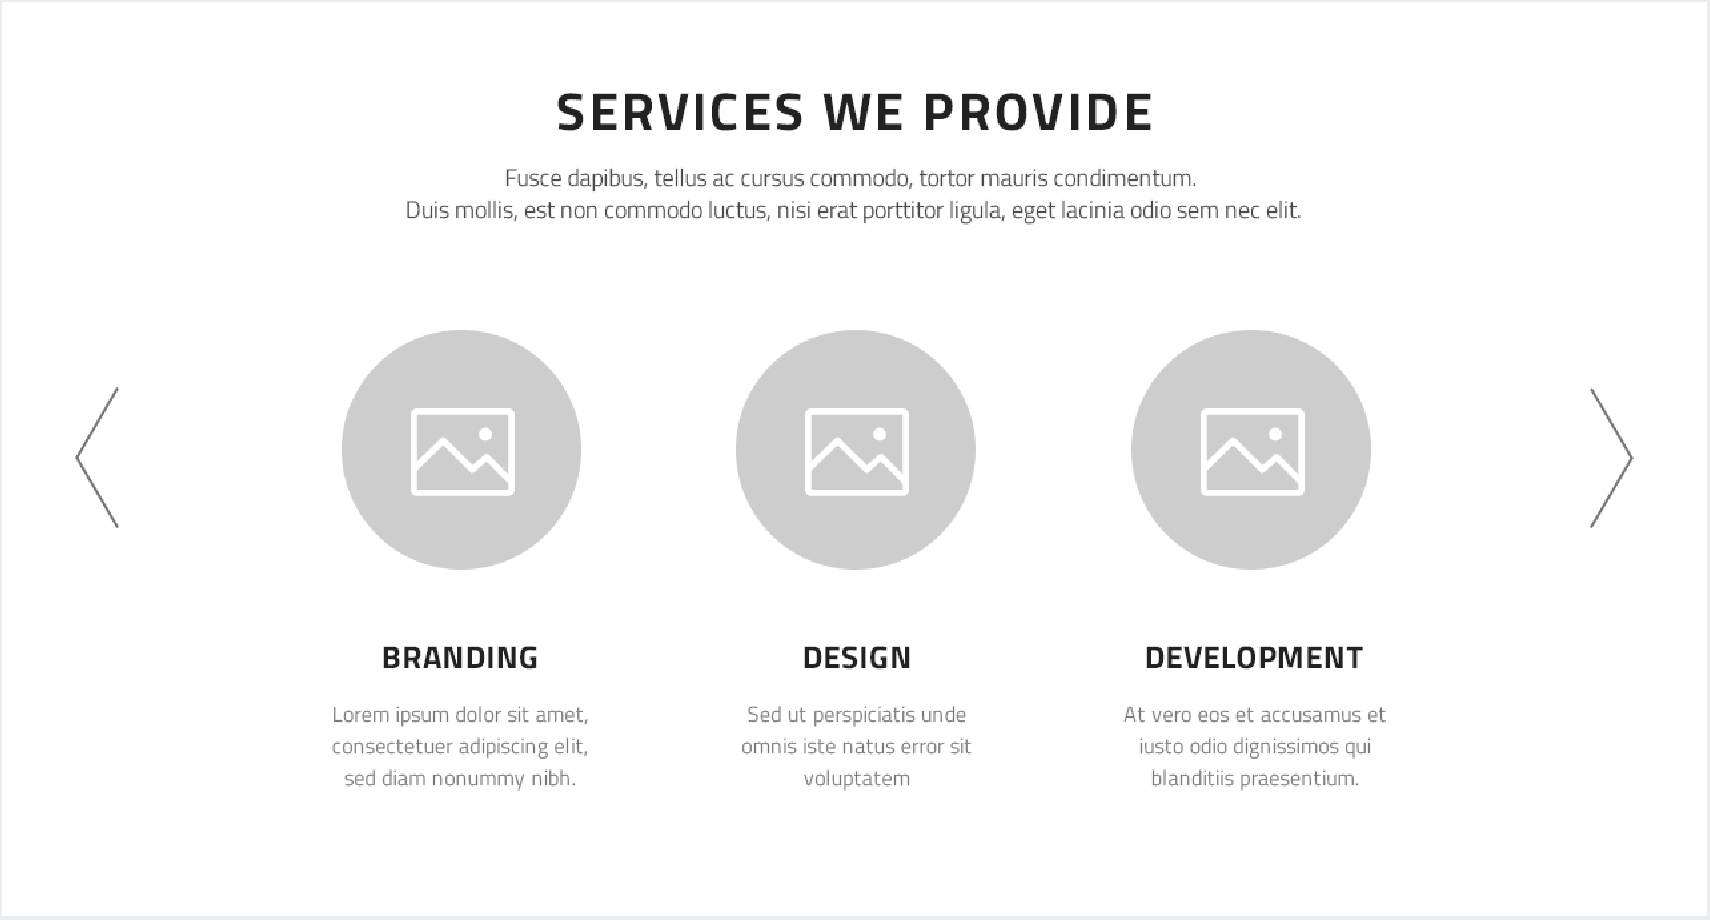 SERVICES WE PROVIDE
Fusce dapibus, tellus ac cursus commodo, tortor mauris condimentum.
Duis mollis, est non commodo luctus, nisi erat porttitor ligula, eget lacinia odio sem nec elit.
BRANDING
Lorem ipsum dolor sit amet,
consectetuer adipiscing elit,
sed diam nonummy nibh.
DESIGN
Sed ut perspiciatis unde
omnis iste natus error sit
voluptatem
DEVELOPMENT
At vero eos et accusamus et
iusto odio dignissimos qui
blanditiis praesentium.